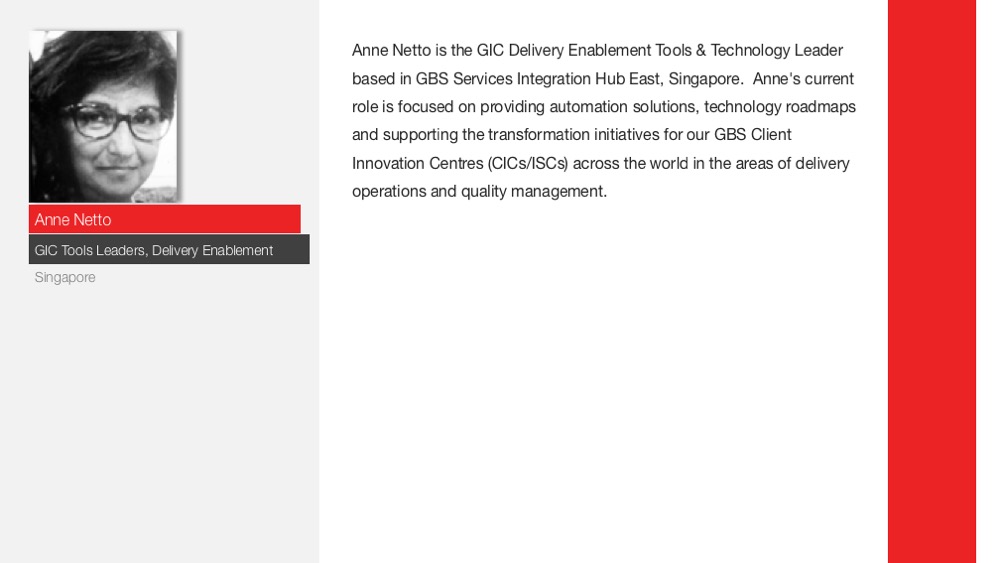 Anne Netto
GIC Tools Leaders, Delivery Enablement
Singapore
Anne Netto is the GIC Delivery Enablement Tools & Technology Leader
based in GBS Services Integration Hub East, Singapore.  Anne's current
role is focused on providing automation solutions, technology roadmaps
and supporting the transformation initiatives for our GBS Client
Innovation Centres (CICs/ISCs) across the world in the areas of delivery
operations and quality management.